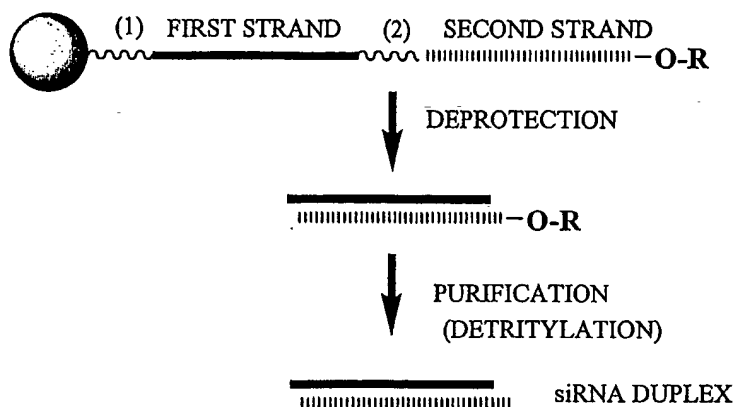 (1) FIRST STRAND (2) SECOND STRAND
O-R
DEPROTECTION
O-R
PURIFICATION
(DETRITYLATION)
siRNA DUPLEX